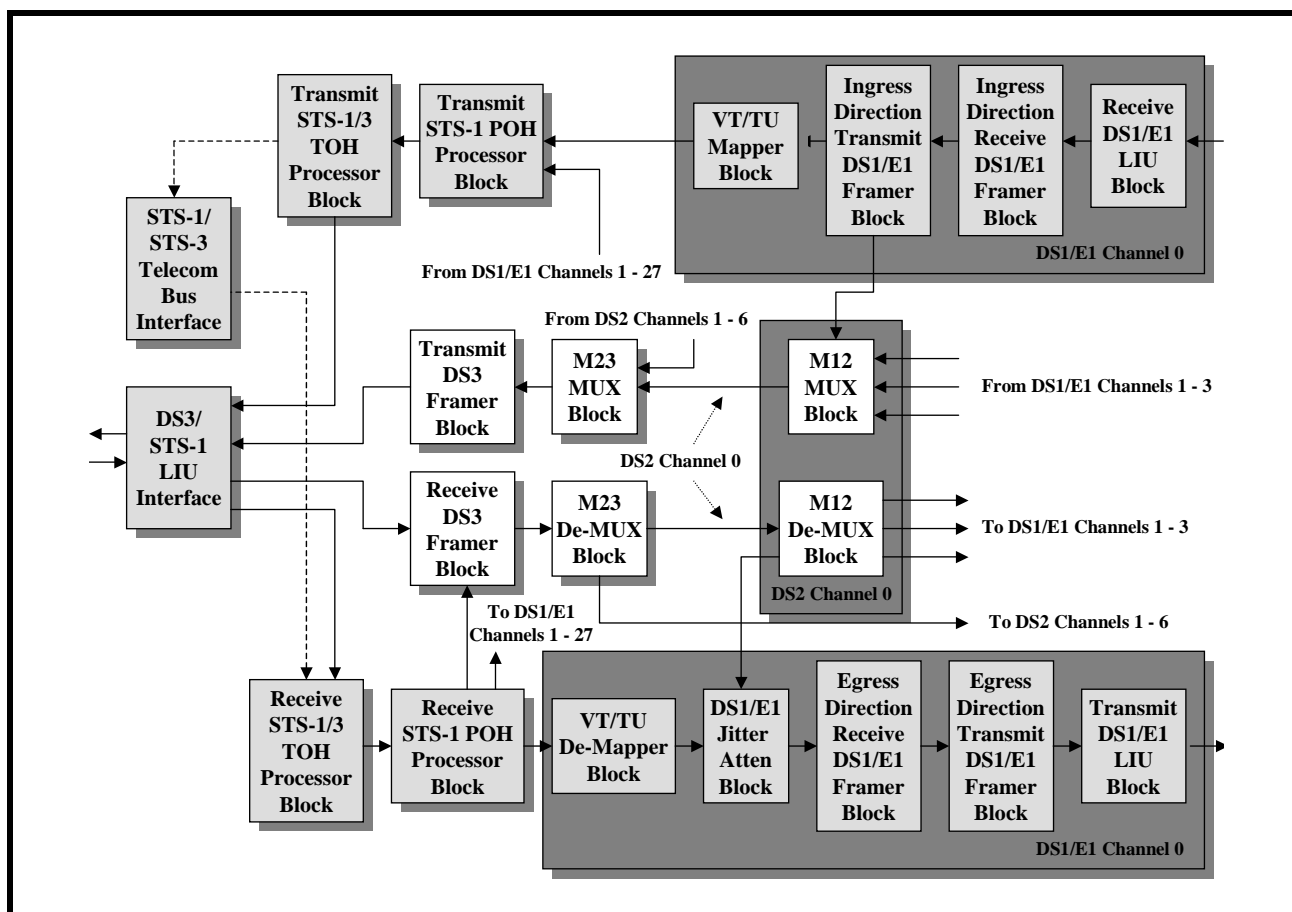 Transmit
STS-1/3
TOH
Processor
Block
Transmit
STS-1 POH
Processor
Block
VT/TU
Mapper
Block
Ingress
Direction
Transmit
DS1/E1
Framer
Block
Ingress
Direction
Receive
DS1/E1
Framer
Block
Receive
DS1/E1
LIU
Block
DS1/E1 Channel 0
STS-1/
STS-3
Telecom
Bus
Interface
From DS1/E1 Channels 1 - 27
From DS2 Channels 1 - 6
Transmit
DS3
Framer
Block
M23
MUX
Block
M12
MUX
Block
From DS1/E1 Channels 1 - 3
DS3/
STS-1
LIU
Interface
DS2 Channel 0
Receive
DS3
Framer
Block
M23
De-MUX
Block
M12
De-MUX
Block
To DS1/E1 Channels 1 - 3
DS2 Channel 0
To DS1/E1
Channels 1 - 27
To DS2 Channels 1 - 6
Receive
STS-1/3
TOH
Processor
Block
Receive
STS-1 POH
Processor
Block
VT/TU
De-Mapper
Block
DS1/E1
Jitter
Atten
Block
Egress
Direction
Receive
DS1/E1
Framer
Block
Egress
Direction
Transmit
DS1/E1
Framer
Block
Transmit
DS1/E1
LIU
Block
DS1/E1 Channel 0